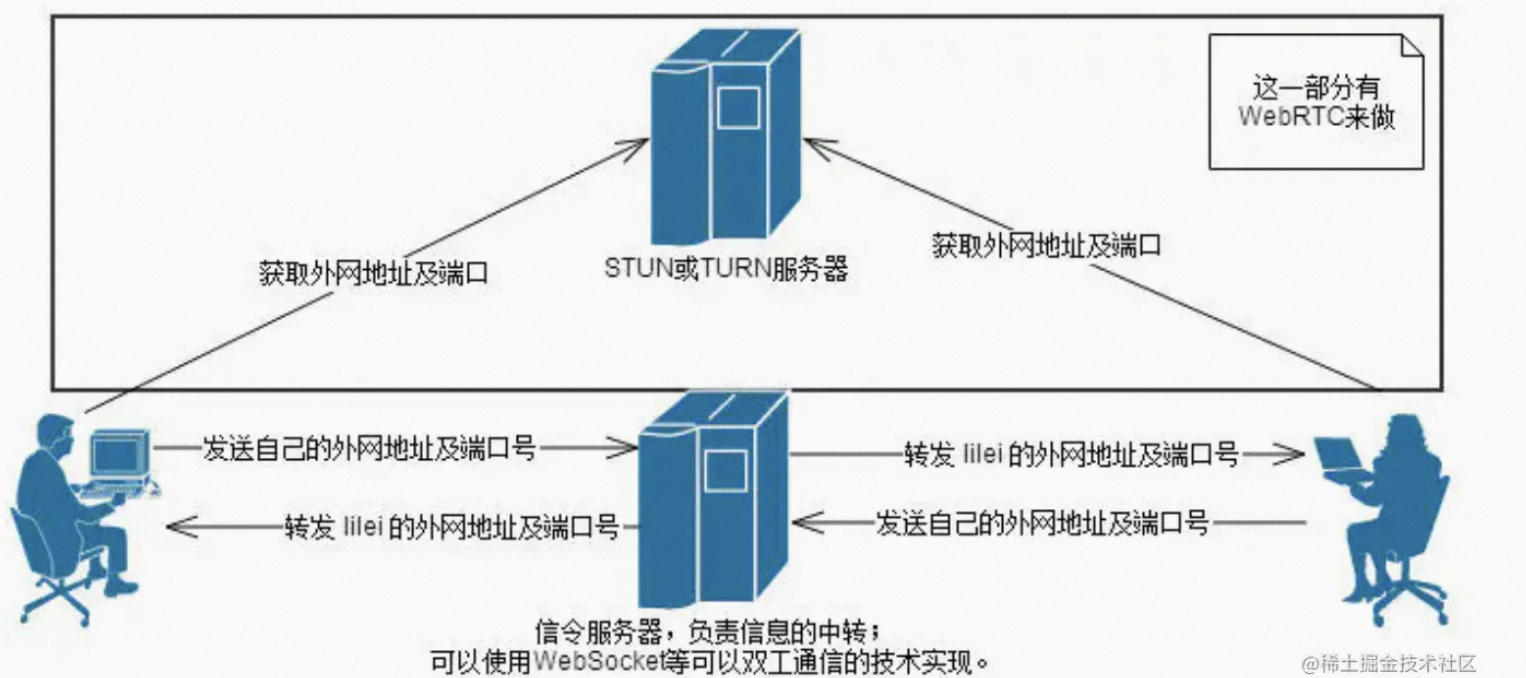 这一部分有
WebRTC来做
获取外网地址及端口
获取外网地址及端口
STUN或TURN服务器
发送自己的外网地址及端口号
转发 lilei 的外网地址及端口号
转发 lilei 的外网地址及端口号
发送自己的外网地址及端口号
信令服务器，负责信息的中转；
可以使用WebSocket等可以双工通信的技术实现。
@稀土掘金技术社区